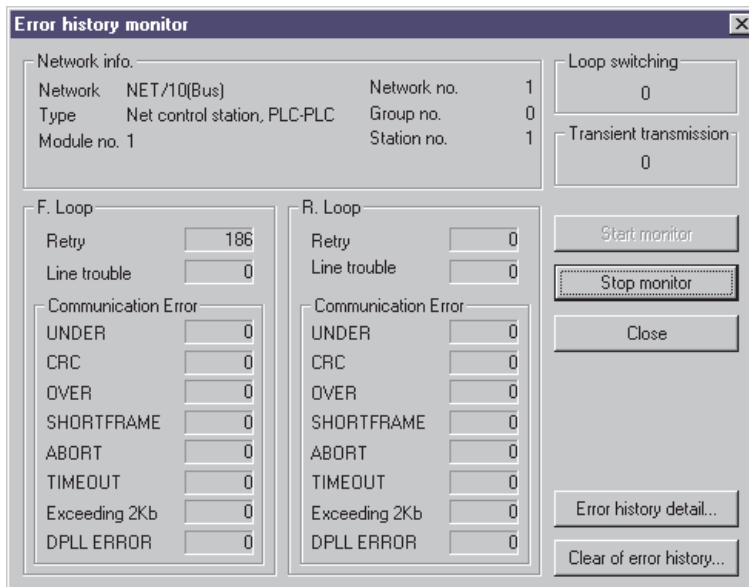 Error history monitor
Network info.
Network NET/10(Bus)
Type Net control station, PLC-PLC
Module no. 1
Network no. 1
Group no. 0
Station no. 1
Loop switching
0
Transient transmission
0
F. Loop
Retry 186
Line trouble 0
Communication Error
UNDER 0
CRC 0
OVER 0
SHORTFRAME 0
ABORT 0
TIMEOUT 0
Exceeding 2Kb 0
DPLL ERROR 0
R. Loop
Retry 0
Line trouble 0
Communication Error
UNDER 0
CRC 0
OVER 0
SHORTFRAME 0
ABORT 0
TIMEOUT 0
Exceeding 2Kb 0
DPLL ERROR 0
Start monitor
Stop monitor
Close
Error history detail...
Clear of error history...